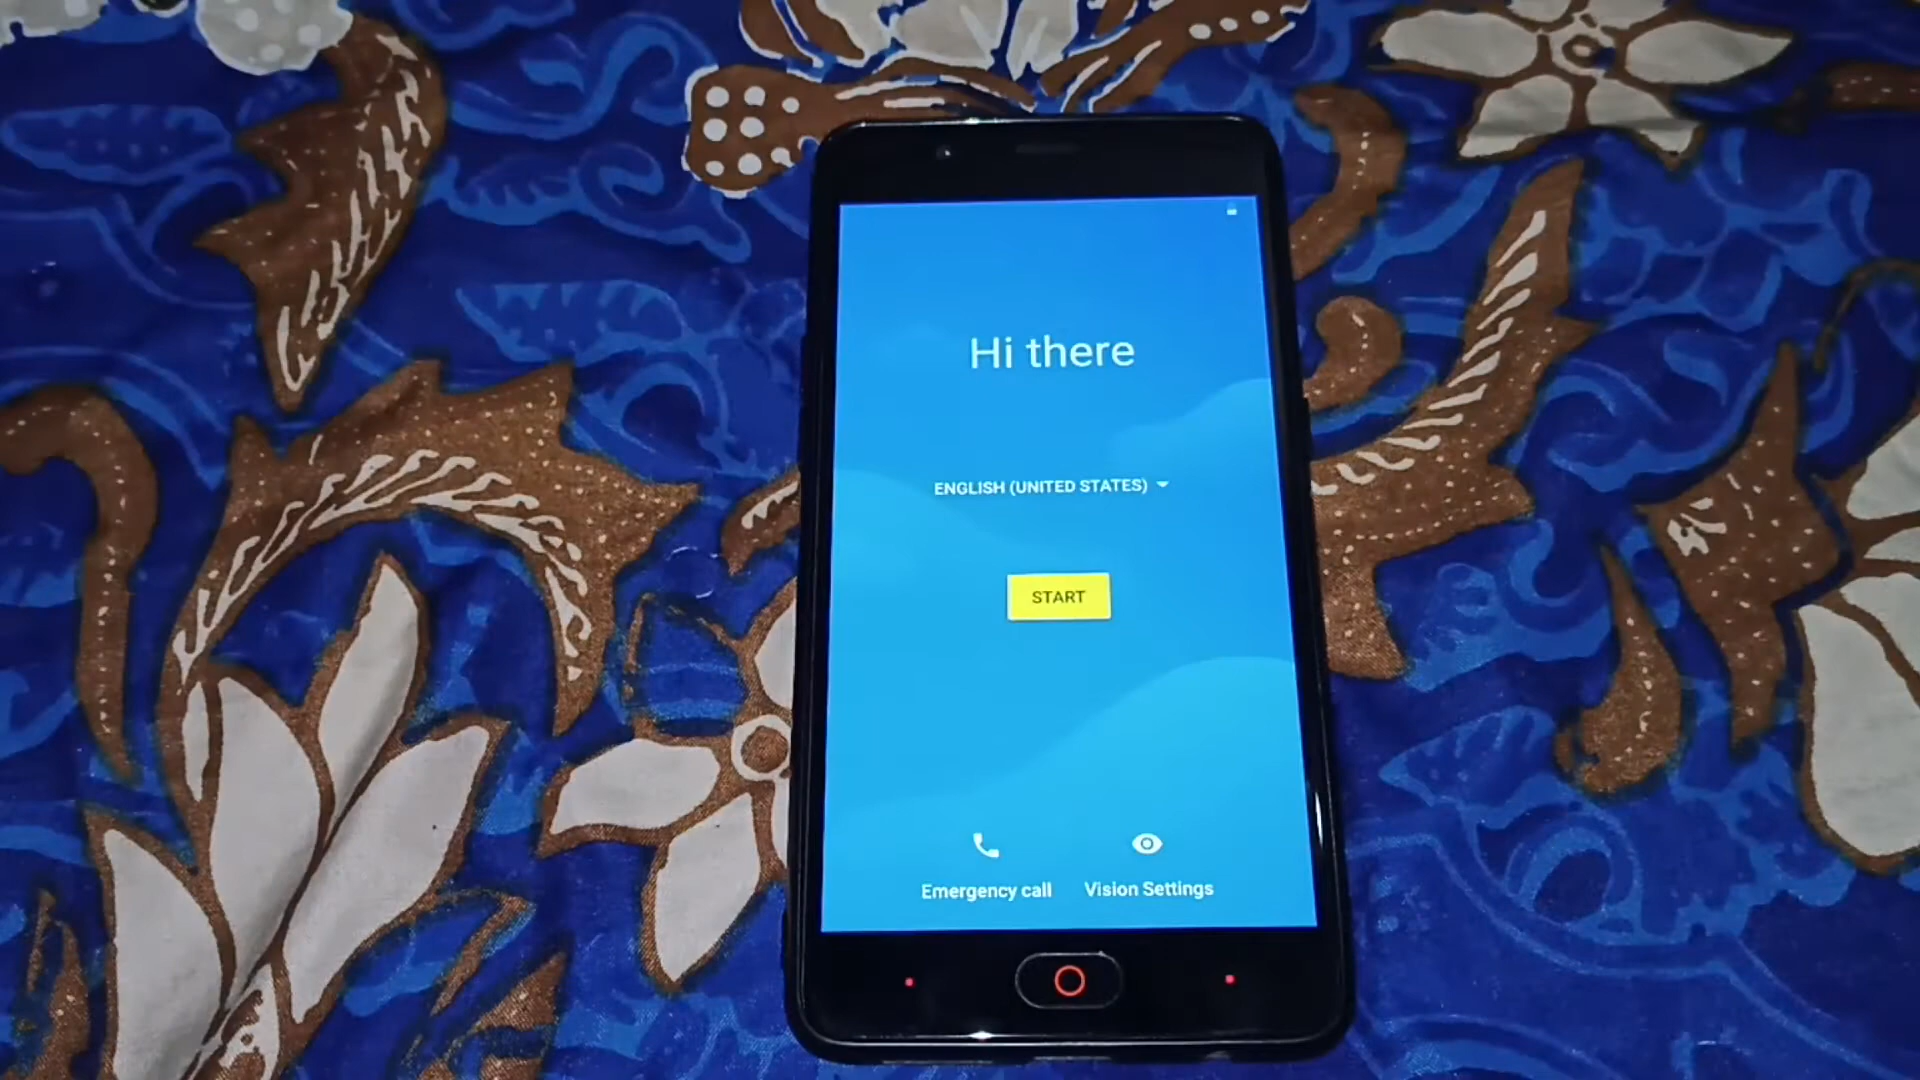 Hi there
ENGLISH (UNITED STATES)
START
Emergency call
Vision Settings